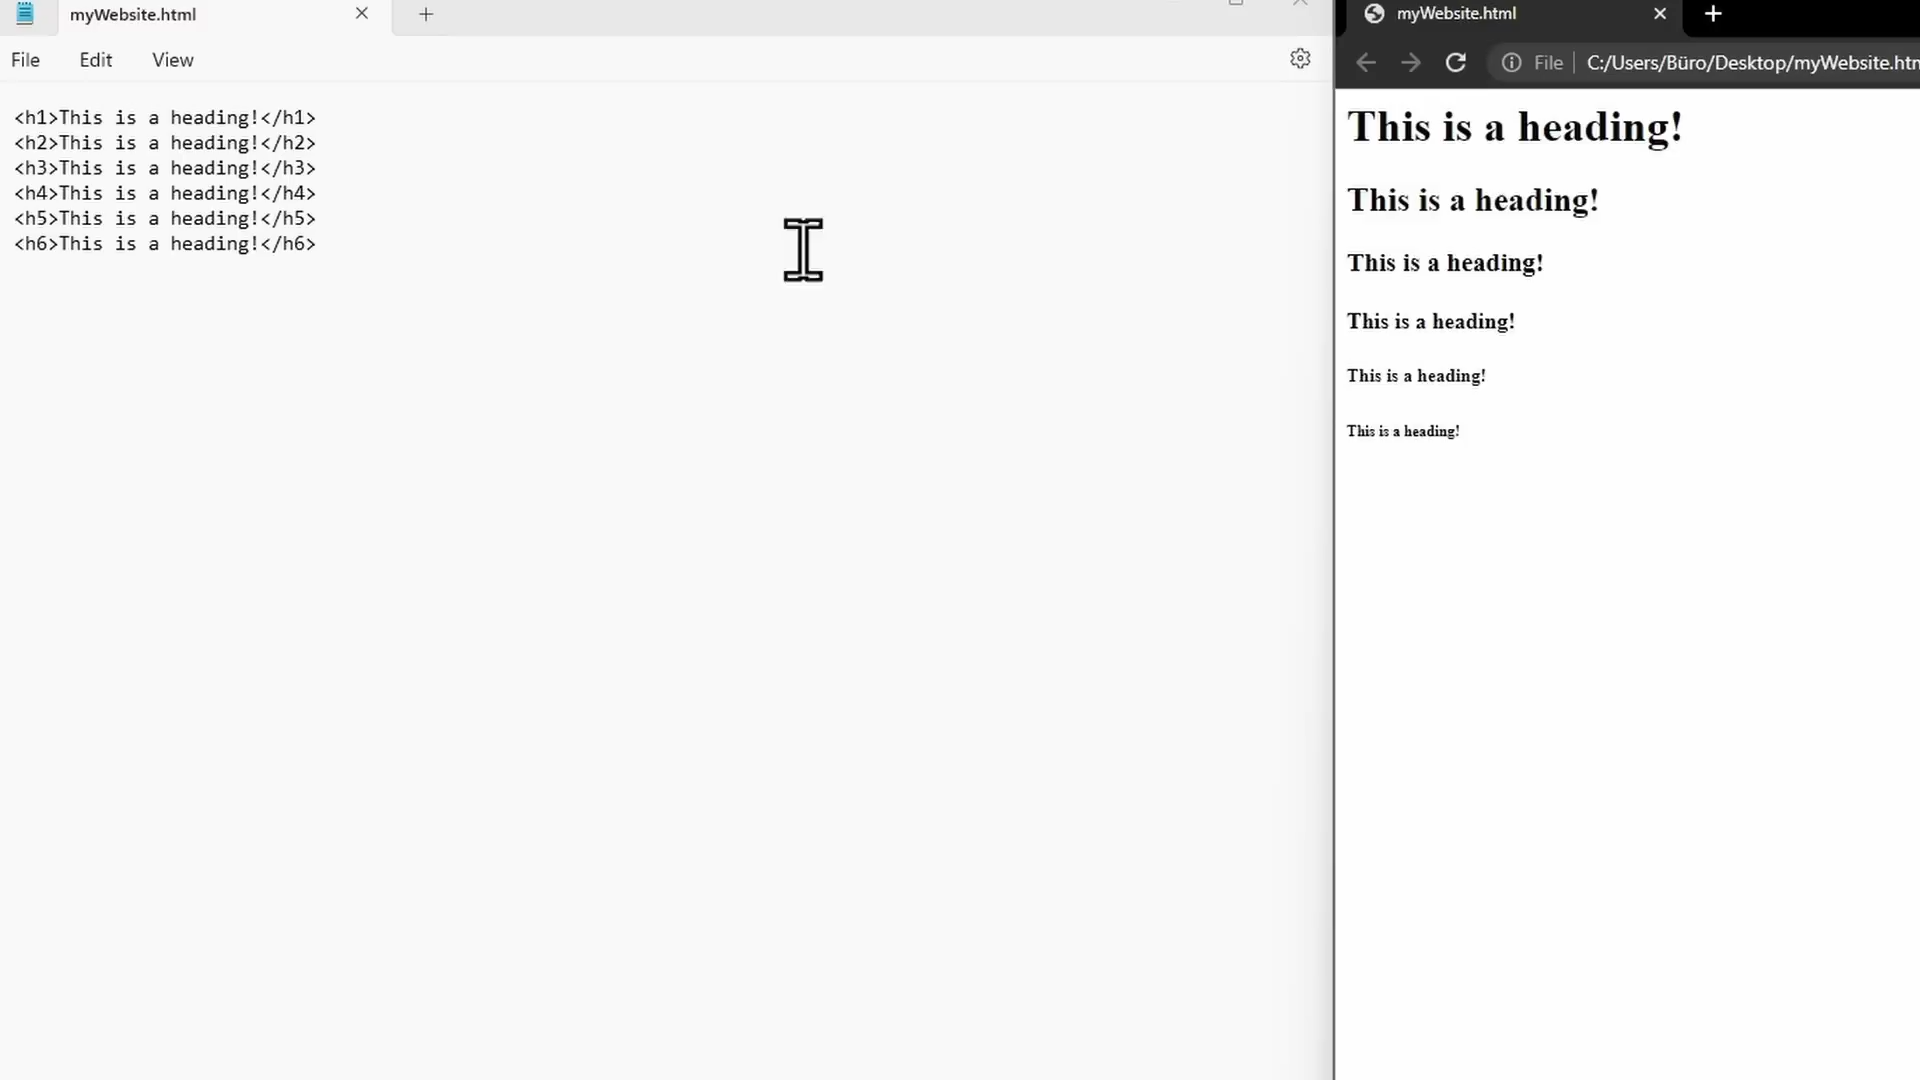 myWebsite.html
File Edit View
<h1>This is a heading!</h1>
<h2>This is a heading!</h2>
<h3>This is a heading!</h3>
<h4>This is a heading!</h4>
<h5>This is a heading!</h5>
<h6>This is a heading!</h6>
myWebsite.html
File C:/Users/Büro/Desktop/myWebsite.htm
This is a heading!
This is a heading!
This is a heading!
This is a heading!
This is a heading!
This is a heading!